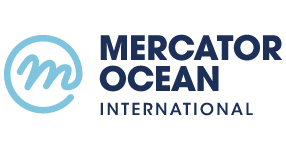 m
MERCATOR
OCEAN
INTERNATIONAL